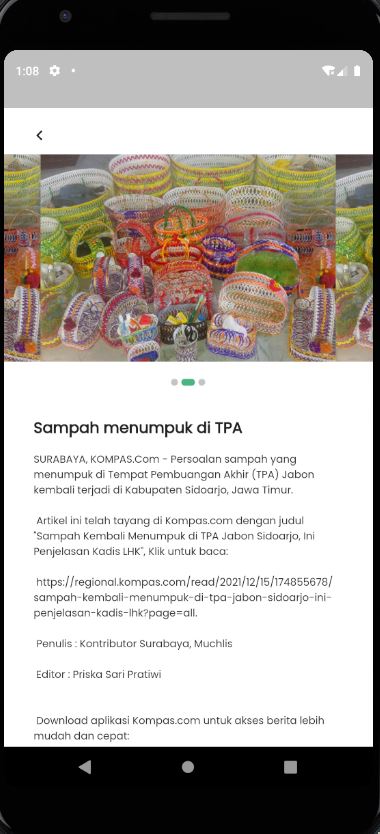 1:08
Sampah menumpuk di TPA
SURABAYA, KOMPAS.Com - Persoalan sampah yang
menumpuk di Tempat Pembuangan Akhir (TPA) Jabon
kembali terjadi di Kabupaten Sidoarjo, Jawa Timur.
Artikel ini telah tayang di Kompas.com dengan judul
"Sampah Kembali Menumpuk di TPA Jabon Sidoarjo, Ini
Penjelasan Kadis LHK", Klik untuk baca:
https://regional.kompas.com/read/2021/12/15/174855678/
sampah-kembali-menumpuk-di-tpa-jabon-sidoarjo-ini-
penjelasan-kadis-lhk?page=all.
Penulis : Kontributor Surabaya, Muchlis
Editor : Priska Sari Pratiwi
Download aplikasi Kompas.com untuk akses berita lebih
mudah dan cepat: